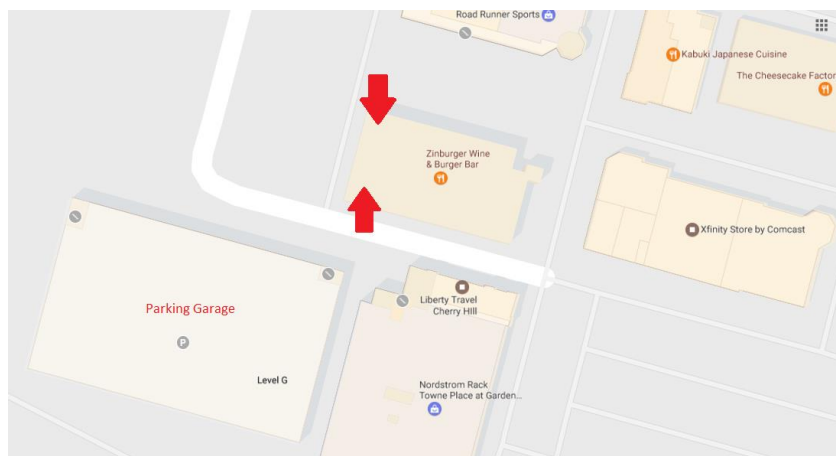 Road Runner Sports
Kabuki Japanese Cuisine
The Cheesecake Factor
Zinburger Wine
& Burger Bar
Xfinity Store by Comcast
Liberty Travel
Cherry HIll
Parking Garage
P
Level G
Nordstrom Rack
Towne Place at Garden...